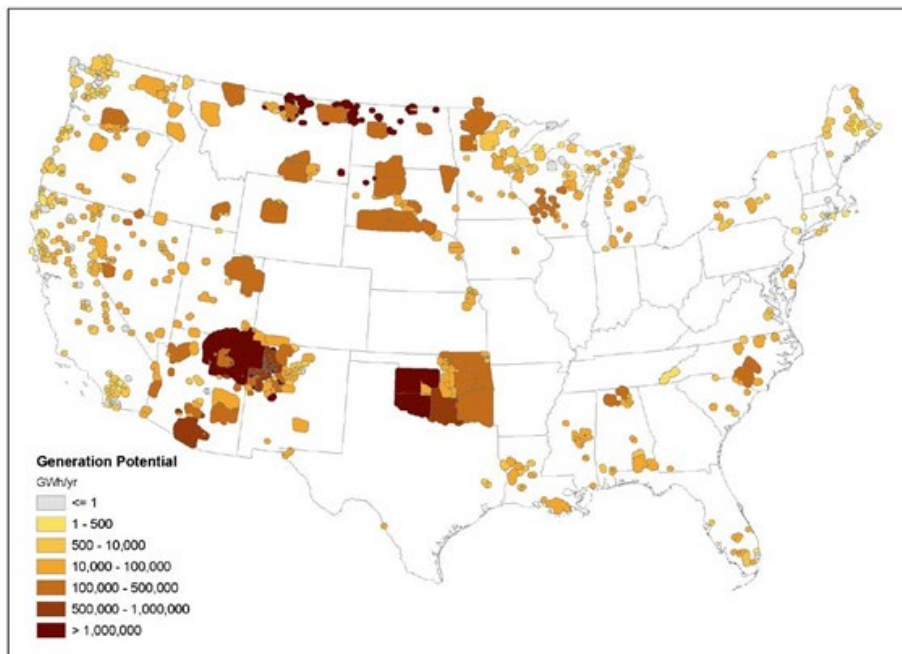 Generation Potential
GWh/yr
<= 1
1 - 500
500 - 10,000
10,000 - 100,000
100,000 - 500,000
500,000 - 1,000,000
> 1,000,000